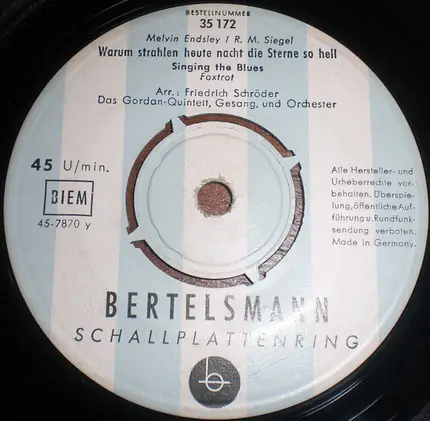 BESTELLNUMMER
35 172
Melvin Endsley / R. M. Siegel
Warum strahlen heute nacht die Sterne so hell
Singing the Blues
Foxtrot
Arr.: Friedrich Schröder
Das Gordan-Quintett, Gesang, und Orchester
45 U/min.
BIEM
45-7870 y
Alle Hersteller- und
Urheberrechte vor-
behalten. Überspie-
lung, öffentliche Auf-
führung u. Rundfunk-
sendung verboten.
Made in Germany.
BERTELSMANN
SCHALLPLATTENRING
b